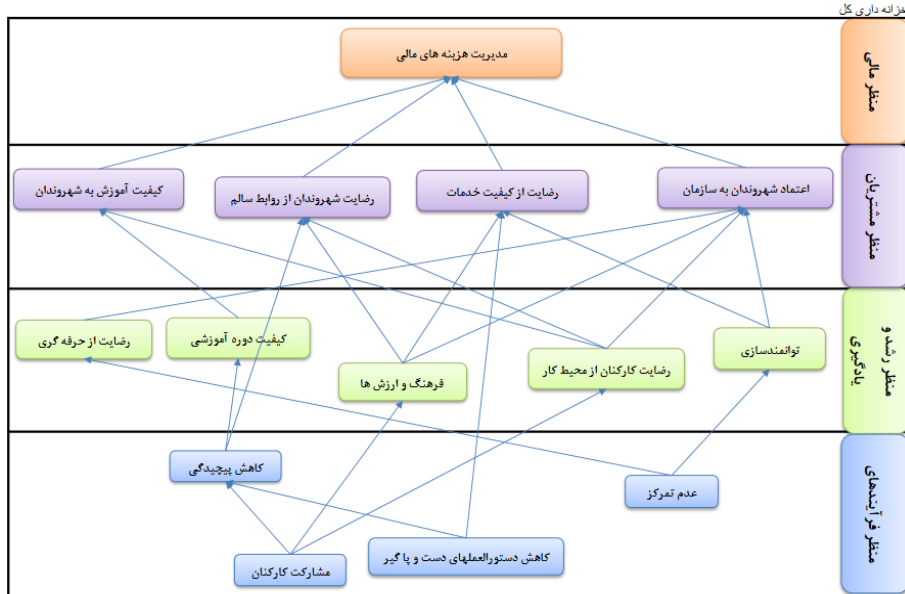 خزانه داری کل
منظر مالی
مدیریت هزینه های مالی
منظر مشتریان
اعتماد شهروندان به سازمان
رضایت از کیفیت خدمات
رضایت شهروندان از روابط سالم
کیفیت آموزش به شهروندان
منظر رشد و
یادگیری
توانمندسازی
رضایت کارکنان از محیط کار
فرهنگ و ارزش ها
کیفیت دوره آموزشی
رضایت از حرفه گری
منظر فرآیندهای
کاهش پیچیدگی
عدم تمرکز
کاهش دستورالعملهای دست و پا گیر
مشارکت کارکنان